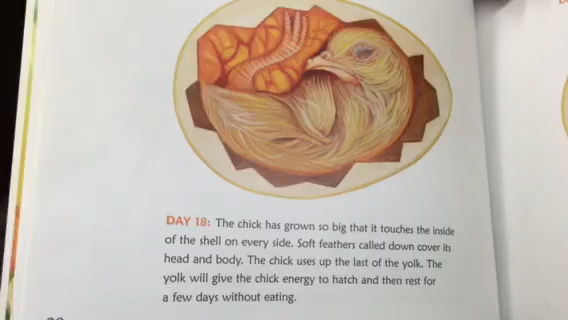 DAY 18: The chick has grown so big that it touches the inside
of the shell on every side. Soft feathers called down cover its
head and body. The chick uses up the last of the yolk. The
yolk will give the chick energy to hatch and then rest for
a few days without eating.